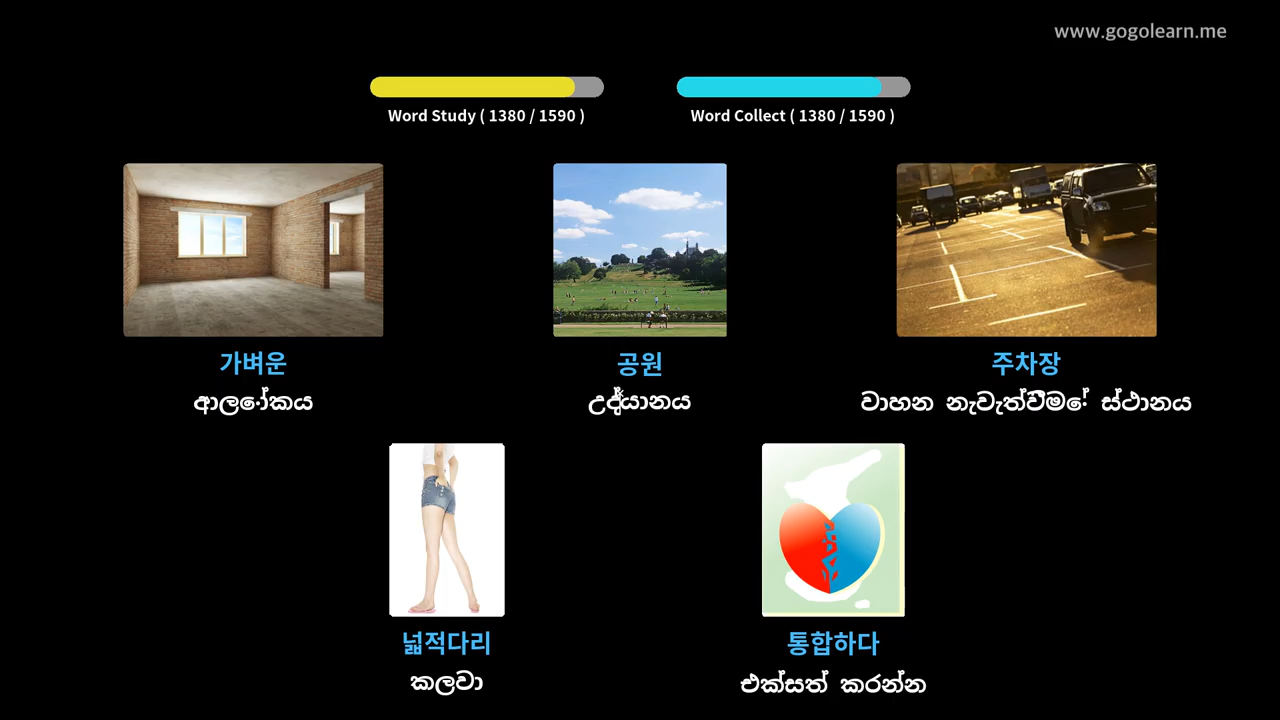 www.gogolearn.me
Word Study ( 1380 / 1590 )
Word Collect ( 1380 / 1590 )
가벼운
ආලෝකය
공원
උද්යානය
주차장
වාහන නැවැත්වීමේ ස්ථානය
넓적다리
කලවා
통합하다
එක්සත් කරන්න